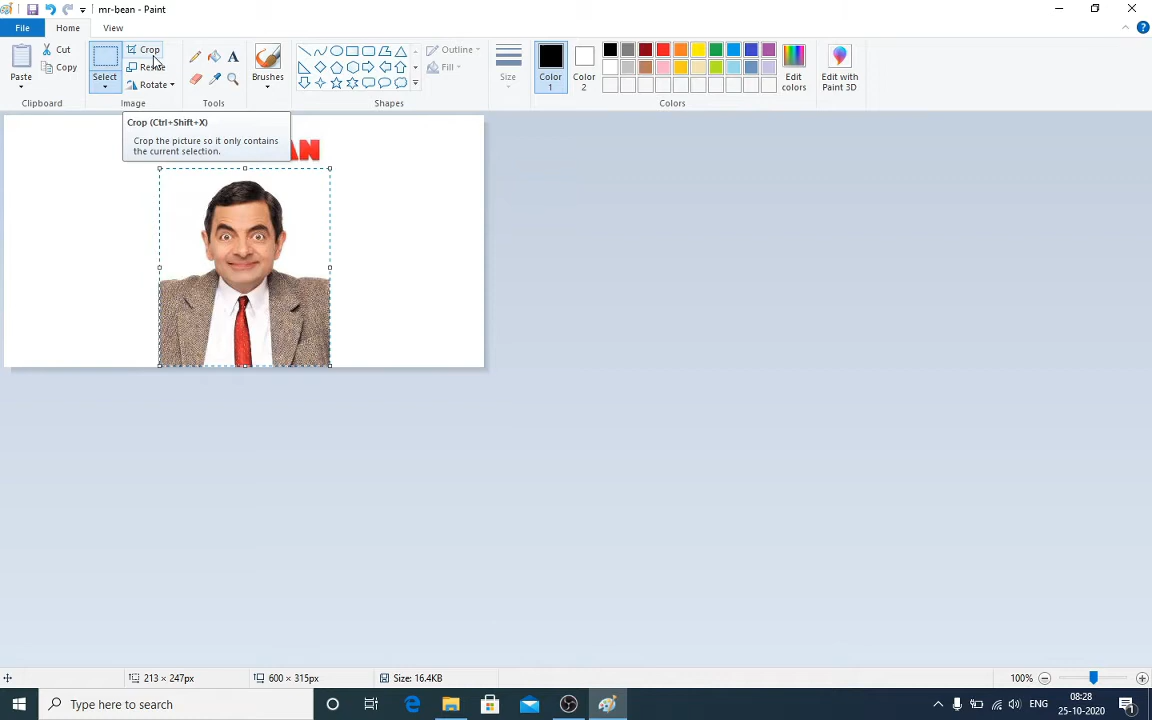 mr-bean - Paint
File
Home
View
Paste
Cut
Copy
Clipboard
Select
Crop
Resize
Rotate
Image
Tools
Brushes
Shapes
Outline
Fill
Size
Color
1
Color
2
Edit
colors
Colors
Edit with
Paint 3D
Crop (Ctrl+Shift+X)
Crop the picture so it only contains
the current selection.
AN
213 × 247px
600 × 315px
Size: 16.4KB
100%
Type here to search
ENG
08:28
25-10-2020
1